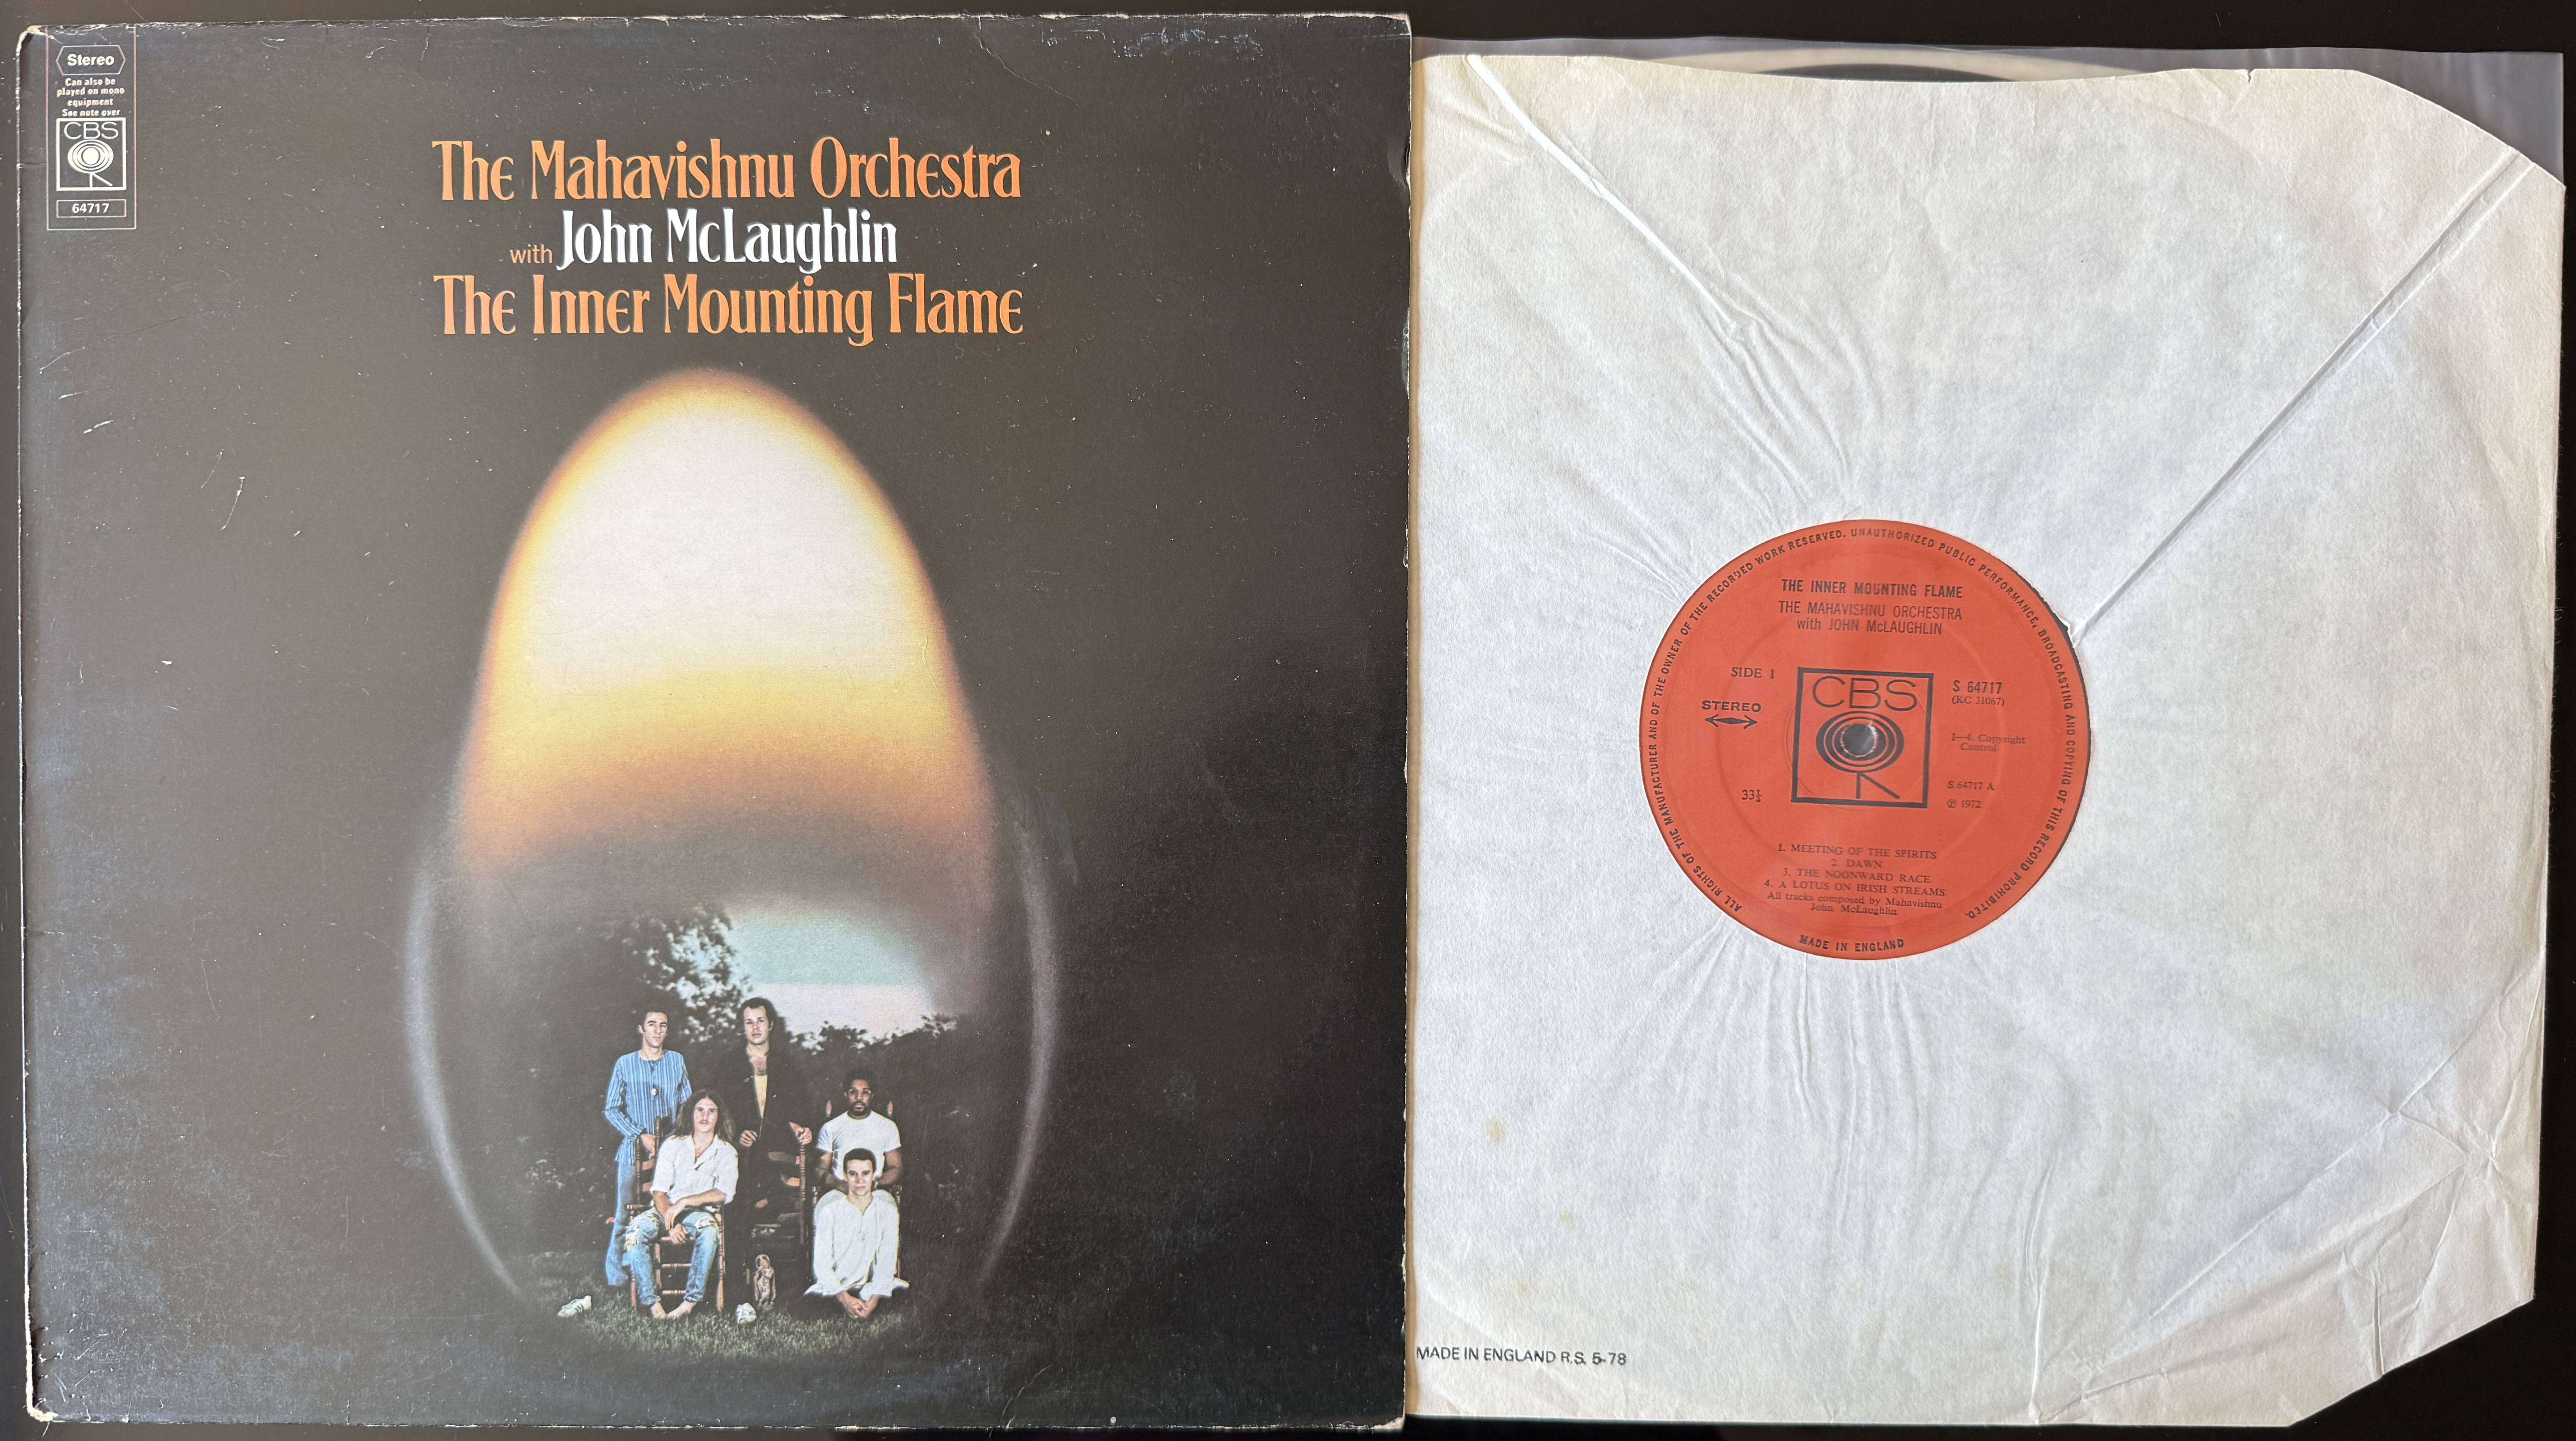 Stereo
Can also be
played on mono
equipment
See note over
CBS
64717
The Mahavishnu Orchestra
with John McLaughlin
The Inner Mounting Flame
ALL RIGHTS OF THE MANUFACTURER AND OF THE OWNER OF THE RECORDED WORK RESERVED. UNAUTHORIZED PUBLIC PERFORMANCE, BROADCASTING AND COPYING OF THIS RECORD PROHIBITED.
THE INNER MOUNTING FLAME
THE MAHAVISHNU ORCHESTRA
with JOHN McLAUGHLIN
SIDE 1
STEREO
33⅓
CBS
S 64717
(KC 31067)
1—4. Copyright
Control
S 64717 A
℗ 1972
1. MEETING OF THE SPIRITS
2. DAWN
3. THE NOONWARD RACE
4. A LOTUS ON IRISH STREAMS
All tracks composed by Mahavishnu
John McLaughlin
MADE IN ENGLAND
MADE IN ENGLAND R.S. 5-78